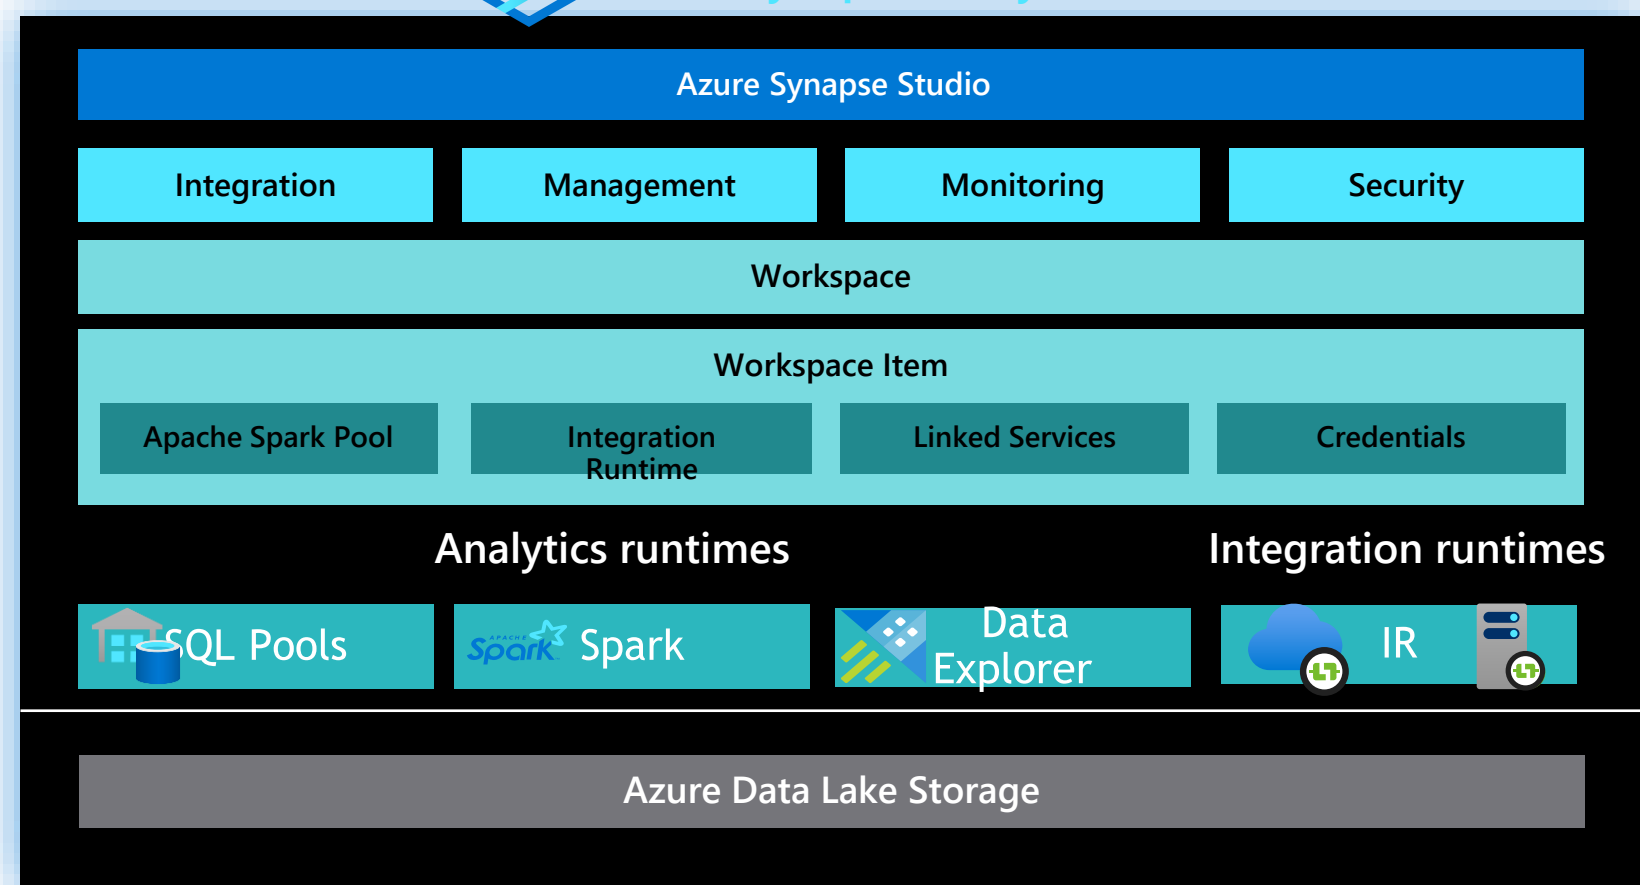 Azure Synapse Studio
Integration
Management
Monitoring
Security
Workspace
Workspace Item
Apache Spark Pool
Integration
Runtime
Linked Services
Credentials
Analytics runtimes
Integration runtimes
SQL Pools
APACHE
Spark
Spark
Data
Explorer
IR
Azure Data Lake Storage